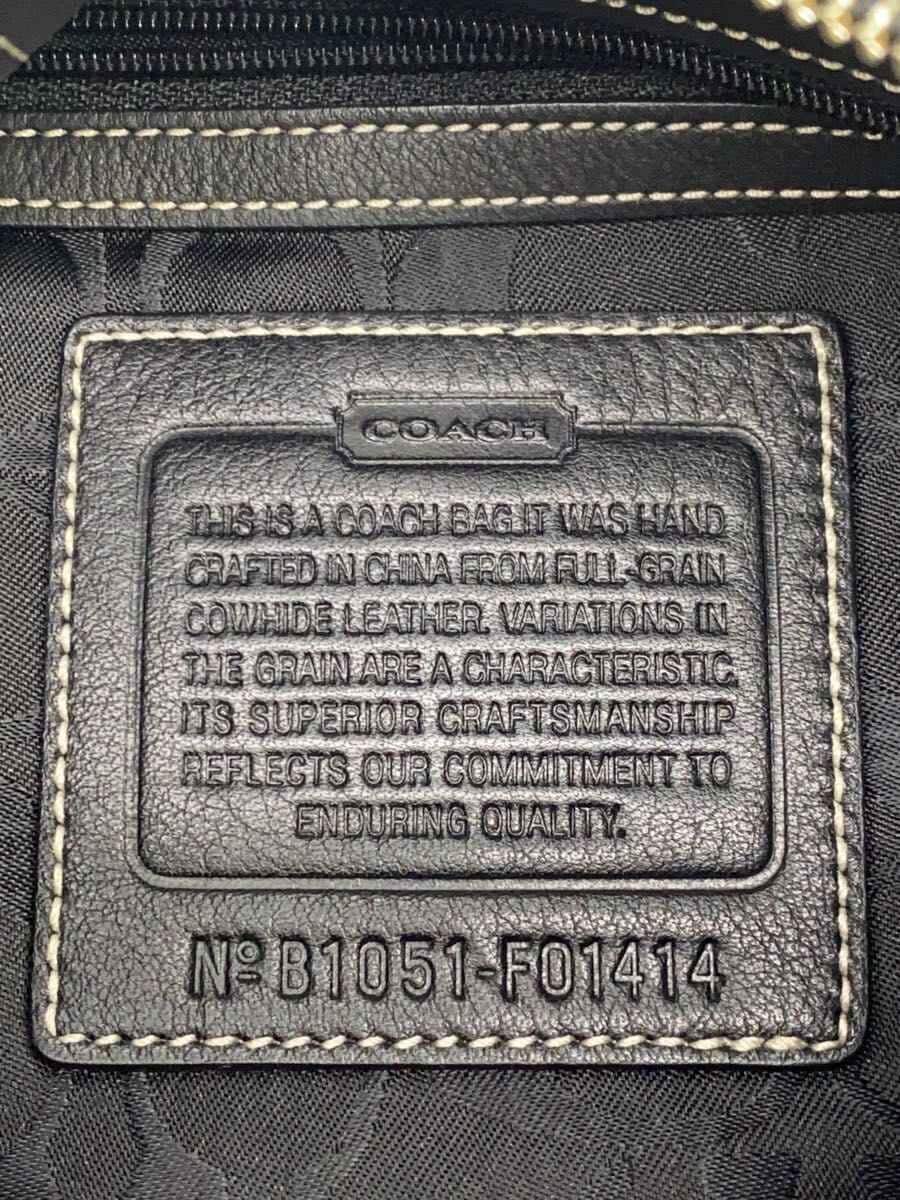 COACH
THIS IS A COACH BAG.IT WAS HAND
CRAFTED IN CHINA FROM FULL-GRAIN
COWHIDE LEATHER. VARIATIONS IN
THE GRAIN ARE A CHARACTERISTIC.
ITS SUPERIOR CRAFTSMANSHIP
REFLECTS OUR COMMITMENT TO
ENDURING QUALITY.
Nº B1051-F01414